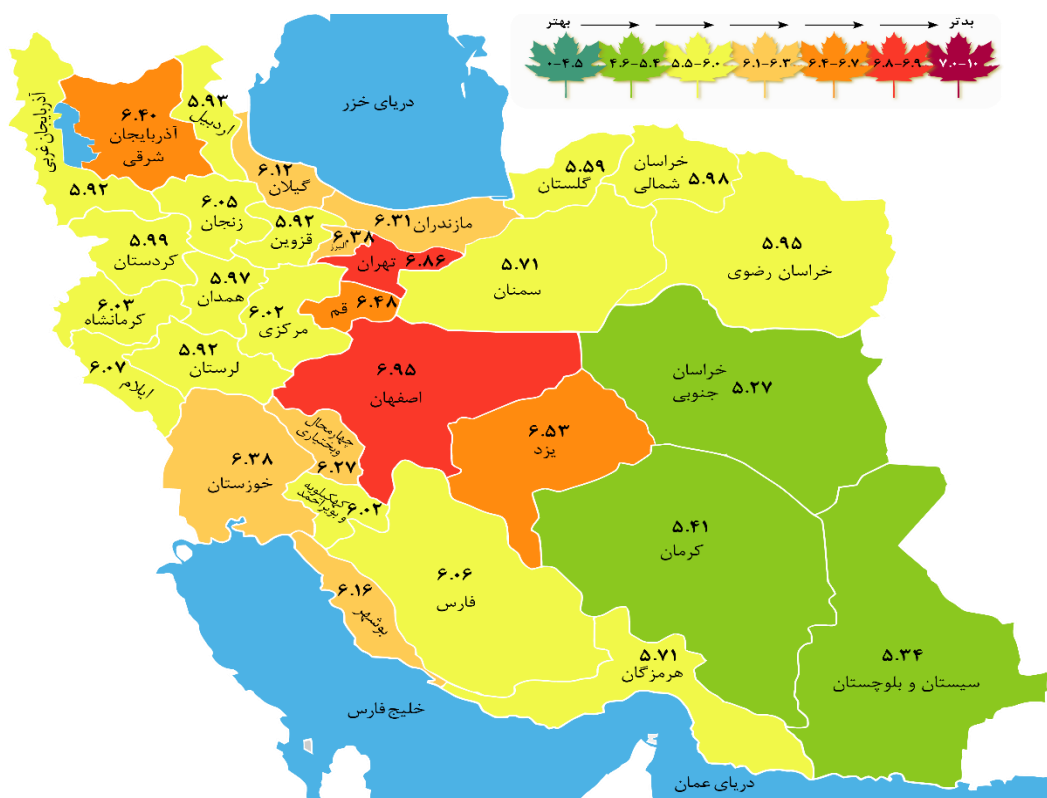 بهتر
بدتر
۰-۴.۵
۴.۶-۵.۴
۵.۵-۶.۰
۶.۱-۶.۳
۶.۴-۶.۷
۶.۸-۶.۹
۷.۰-۱۰
دریای خزر
آذربایجان غربی
۵.۹۲
۶.۴۰
آذربایجان
شرقی
۵.۹۳
اردبیل
۶.۱۲
گیلان
۵.۵۹
گلستان
خراسان
شمالی
۵.۹۸
۶.۰۵
زنجان
۵.۹۲
قزوین
مازندران ۶.۳۱
۶.۳۸
البرز
تهران ۶.۸۶
۵.۷۱
سمنان
۵.۹۵
خراسان رضوی
۵.۹۹
کردستان
۵.۹۷
همدان
۶.۰۲
مرکزی
قم ۶.۴۸
۶.۰۳
کرمانشاه
۵.۹۲
لرستان
۶.۰۷
ایلام
۶.۹۵
اصفهان
خراسان
جنوبی
۵.۲۷
چهارمحال
وبختیاری
۶.۲۷
۶.۵۳
یزد
۶.۳۸
خوزستان
کهکیلویه
و بویراحمد
۶.۰۲
۵.۴۱
کرمان
۶.۰۶
فارس
۶.۱۶
بوشهر
۵.۷۱
هرمزگان
۵.۳۴
سیستان و بلوچستان
خلیج فارس
دریای عمان